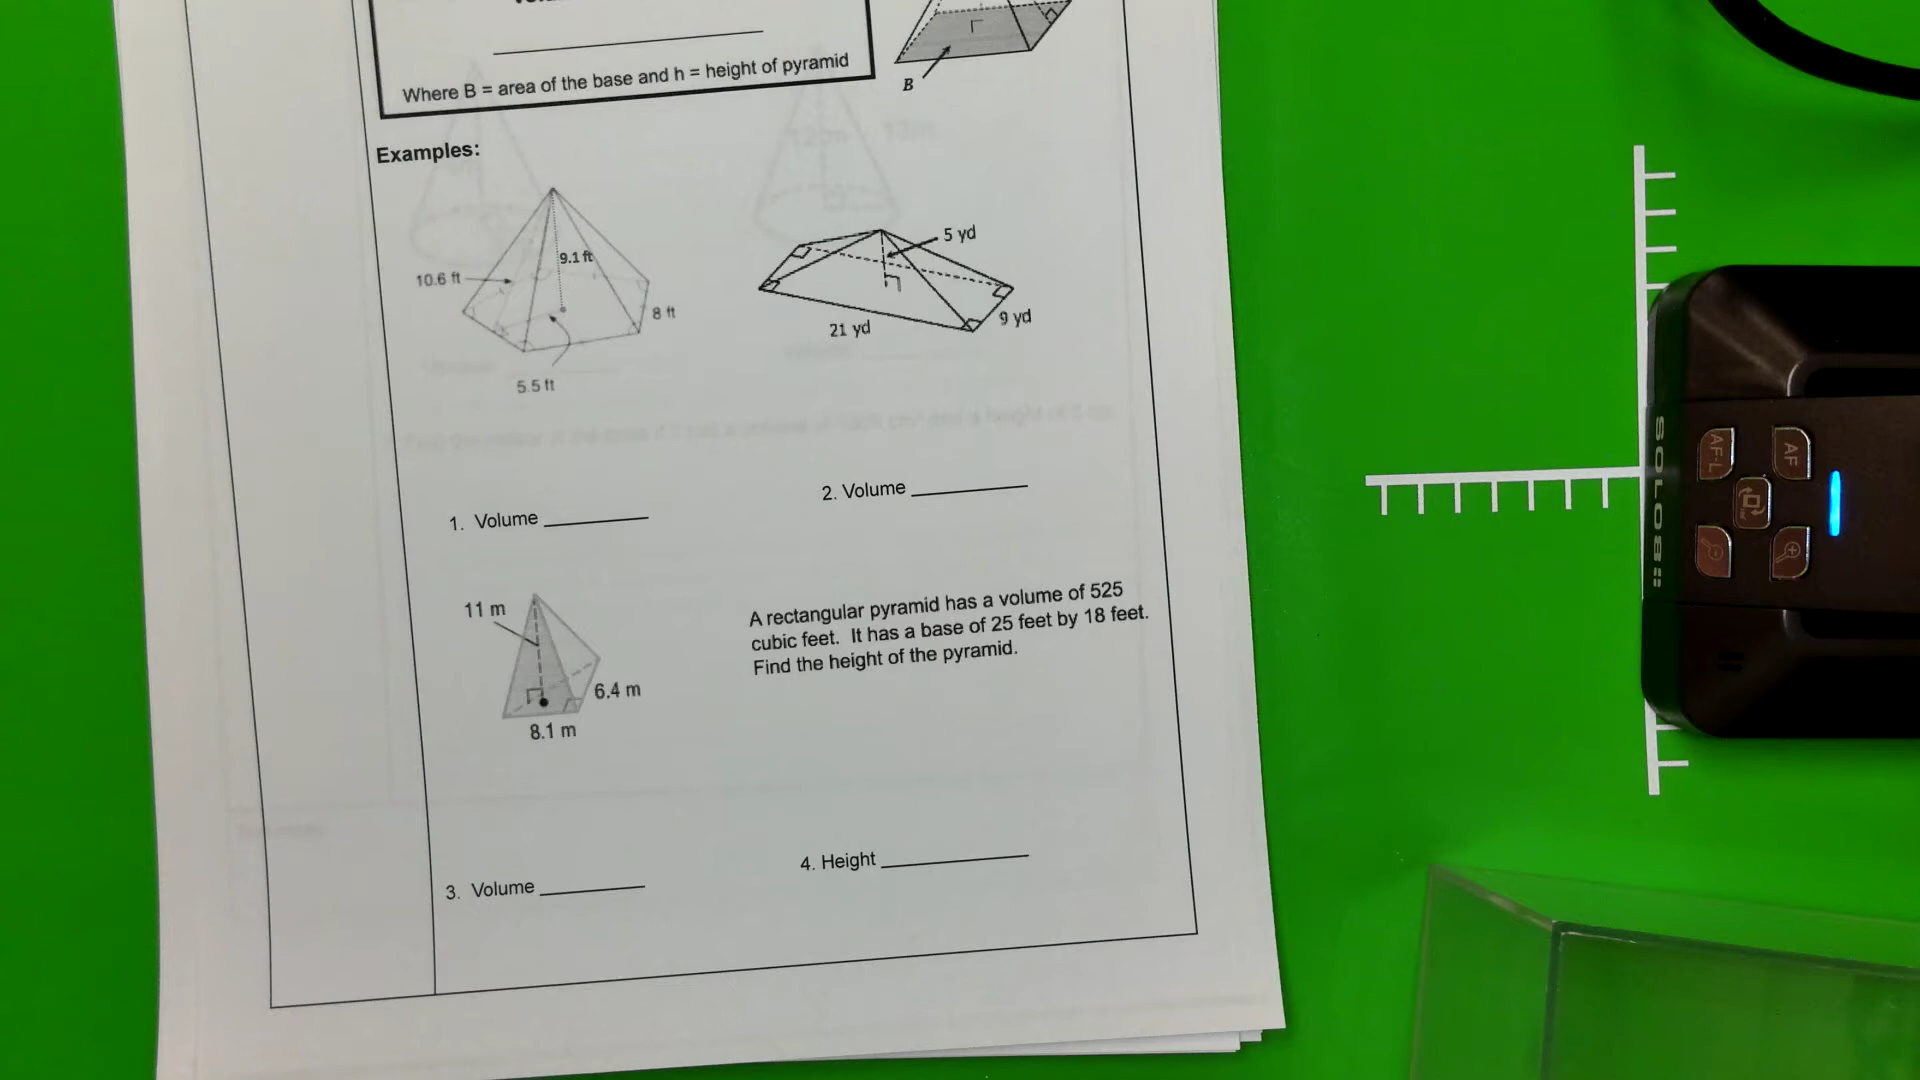 Where B = area of the base and h = height of pyramid
B
Examples:
10.6 ft
9.1 ft
8 ft
5.5 ft
5 yd
21 yd
9 yd
1. Volume
2. Volume
11 m
6.4 m
8.1 m
A rectangular pyramid has a volume of 525
cubic feet. It has a base of 25 feet by 18 feet.
Find the height of the pyramid.
3. Volume
4. Height
SOLO8
AF-L
AF